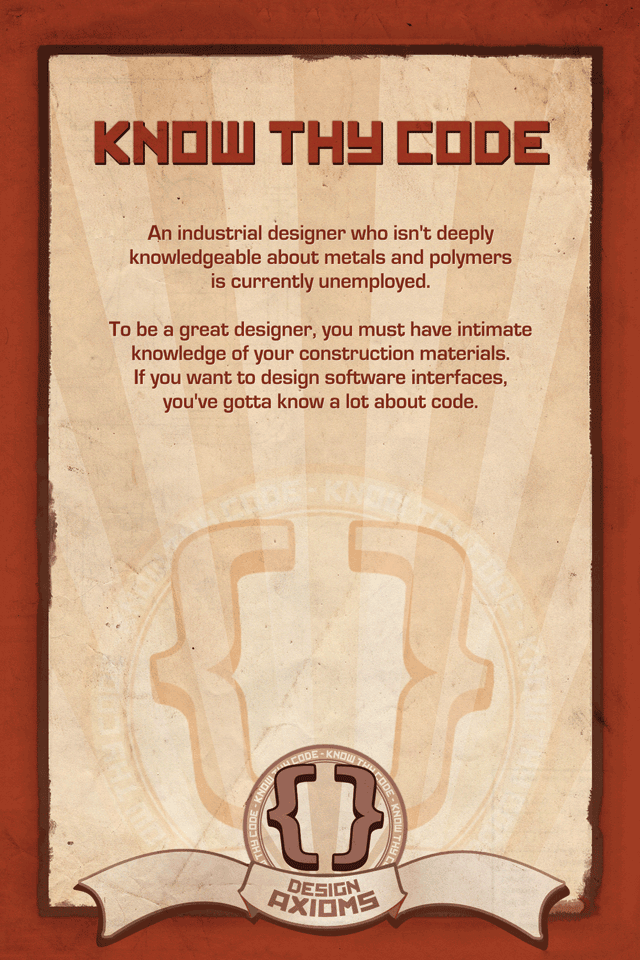 KNOW THY CODE
An industrial designer who isn't deeply
knowledgeable about metals and polymers
is currently unemployed.
To be a great designer, you must have intimate
knowledge of your construction materials.
If you want to design software interfaces,
you've gotta know a lot about code.
KNOW THY CODE - KNOW THY CODE - KNOW THY CODE
{ }
DESIGN
AXIOMS